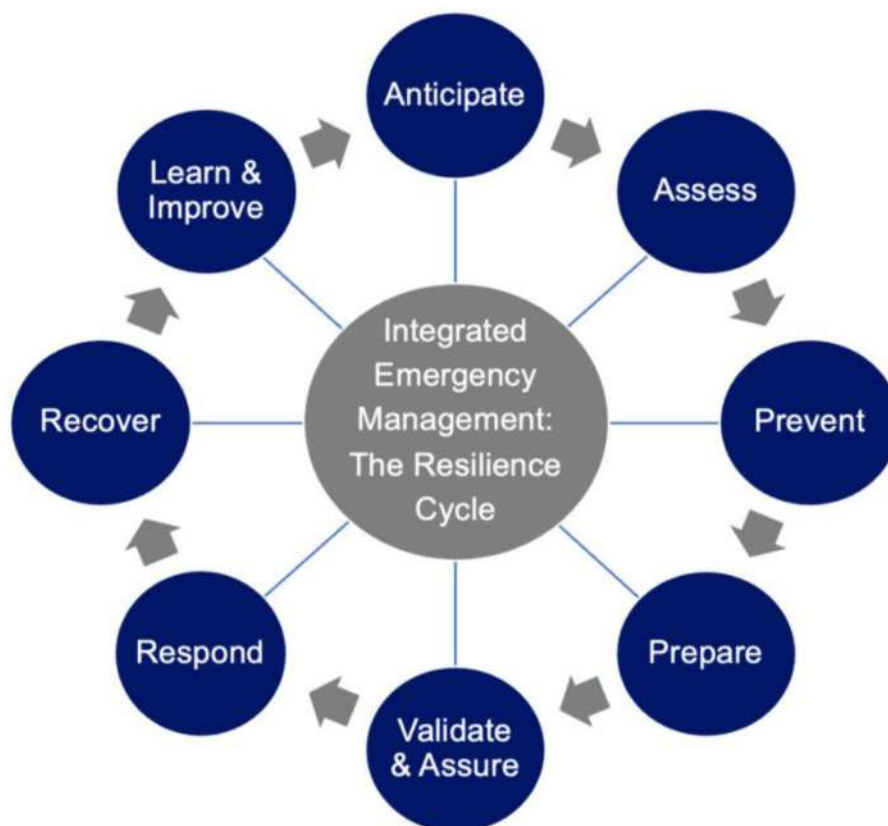 Anticipate
Assess
Prevent
Prepare
Validate
& Assure
Respond
Recover
Learn &
Improve
Integrated
Emergency
Management:
The Resilience
Cycle